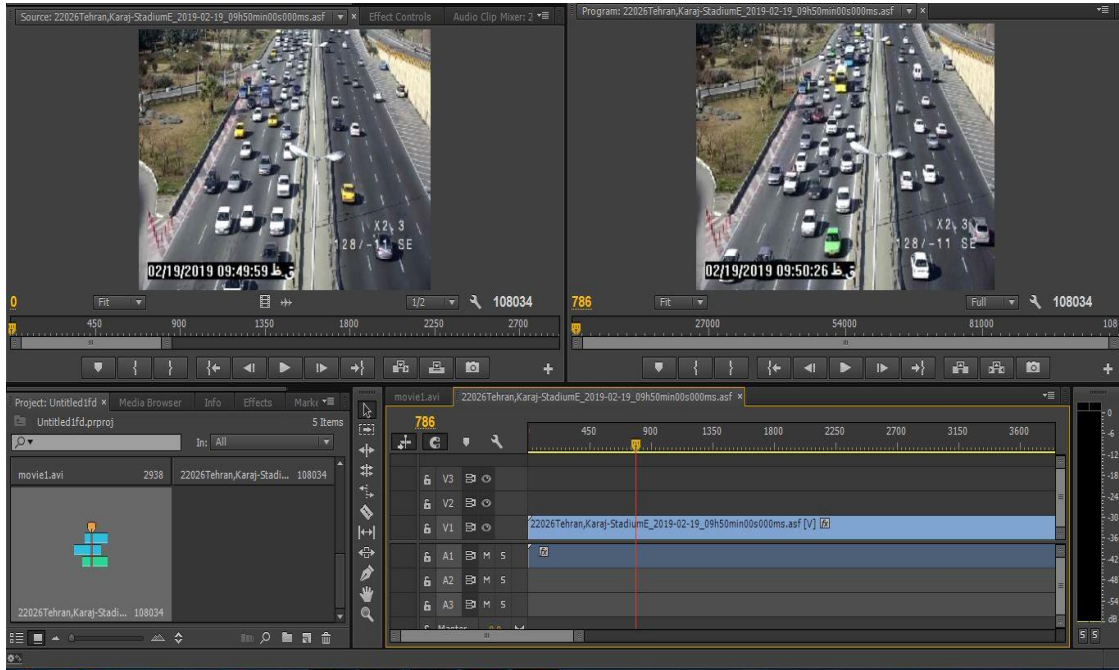 Source: 22026Tehran,Karaj-StadiumE_2019-02-19_09h50min00s000ms.asf
Effect Controls
Audio Clip Mixer: 2
Program: 22026Tehran,Karaj-StadiumE_2019-02-19_09h50min00s000ms.asf
X2, 3
128/-11 SE
02/19/2019 09:49:59
X2, 3
128/-11 SE
02/19/2019 09:50:26
0
Fit
1/2
108034
786
Fit
Full
108034
450 900 1350 1800 2250 2700
27000 54000 81000 108
Project: Untitled1fd
Media Browser
Info
Effects
Untitled1fd.prproj
5 Items
In: All
movie1.avi 2938
22026Tehran,Karaj-Stadi... 108034
22026Tehran,Karaj-Stadi... 108034
movie1.avi
22026Tehran,Karaj-StadiumE_2019-02-19_09h50min00s000ms.asf
786
450 900 1350 1800 2250 2700 3150 3600
V3
V2
V1
22026Tehran,Karaj-StadiumE_2019-02-19_09h50min00s000ms.asf [V] fx
A1 M S fx
A2 M S
A3 M S
0
-6
-12
-18
-24
-30
-36
-42
-48
-54
dB
S S